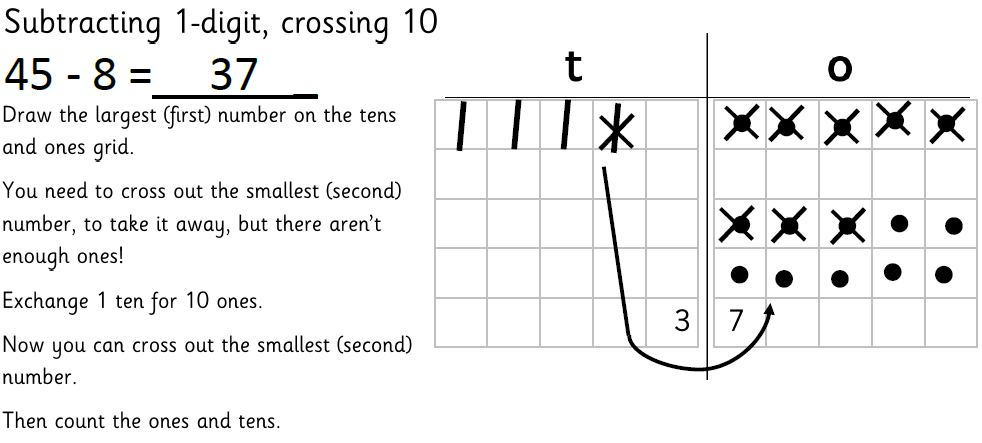 Subtracting 1-digit, crossing 10
45 - 8 = 37
Draw the largest (first) number on the tens
and ones grid.
You need to cross out the smallest (second)
number, to take it away, but there aren't
enough ones!
Exchange 1 ten for 10 ones.
Now you can cross out the smallest (second)
number.
Then count the ones and tens.
t o
3 7